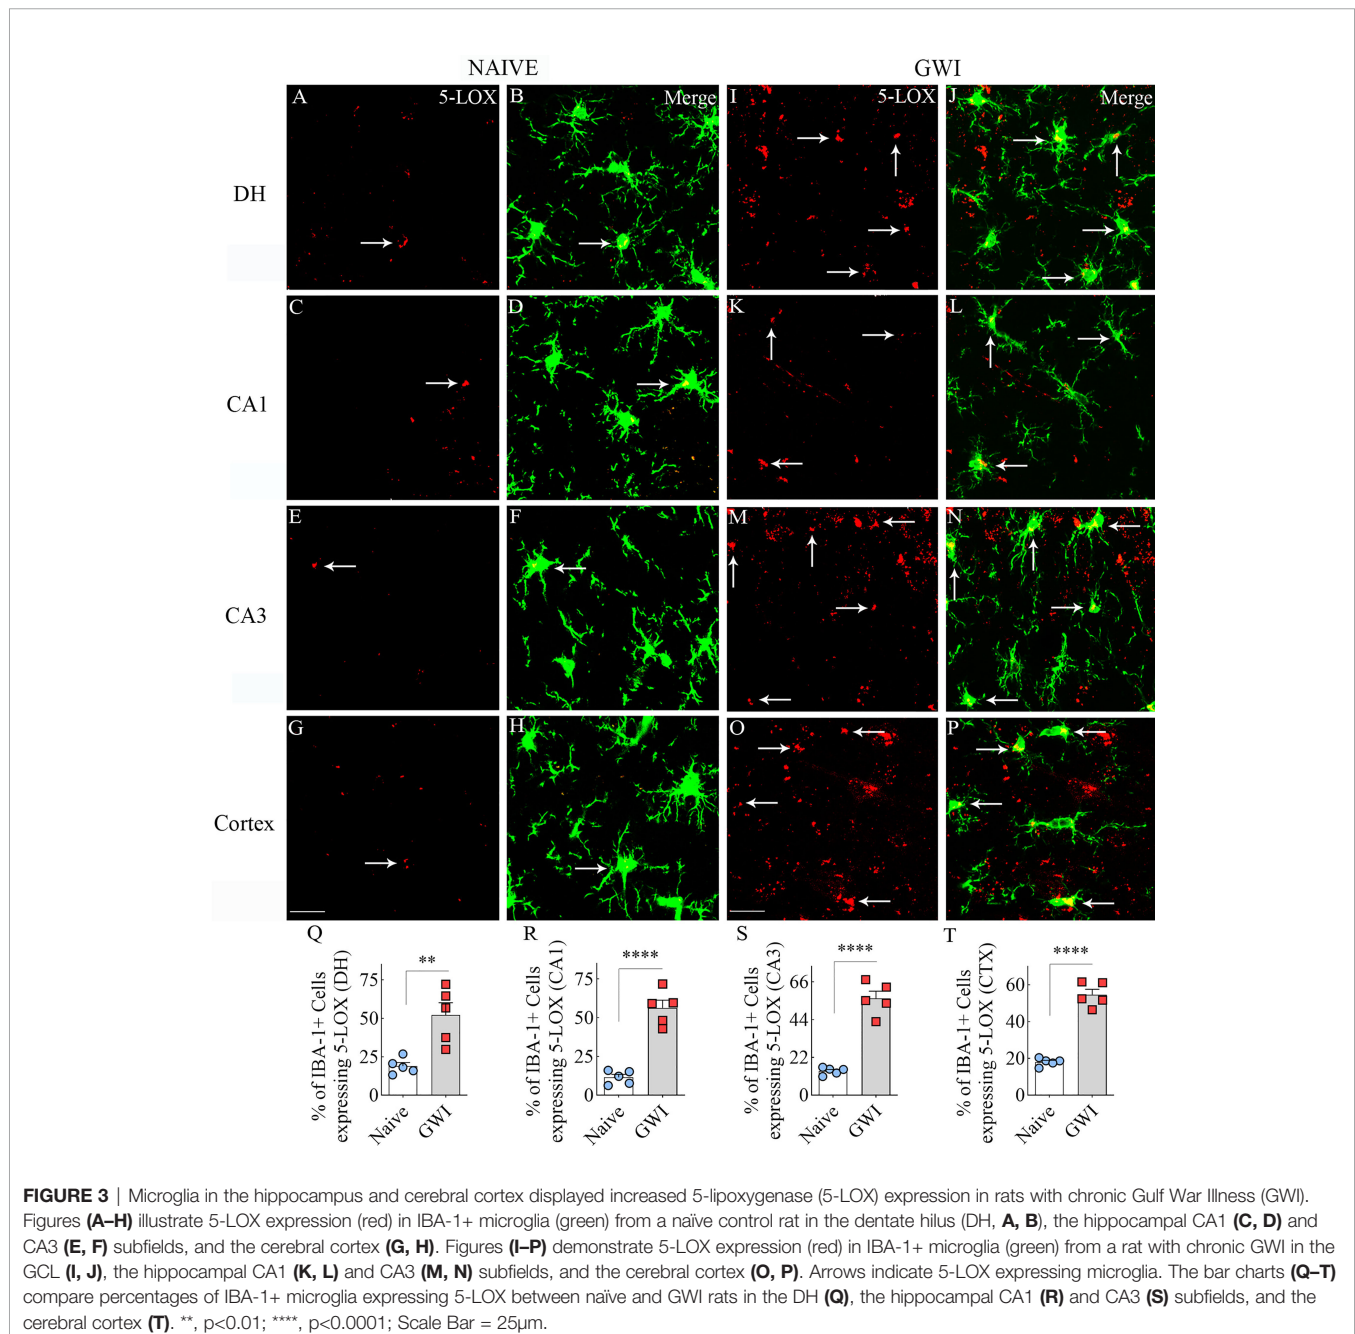 NAIVE GWI
A 5-LOX B Merge I 5-LOX J Merge
DH
C D K L
CA1
E F M N
CA3
G H O P
Cortex
Q R S T
% of IBA-1+ Cells expressing 5-LOX (DH)
75
50
25
0
**
Naive GWI
% of IBA-1+ Cells expressing 5-LOX (CA1)
75
50
25
0
****
Naive GWI
% of IBA-1+ Cells expressing 5-LOX (CA3)
66
44
22
0
****
Naive GWI
% of IBA-1+ Cells expressing 5-LOX (CTX)
60
40
20
0
****
Naive GWI
FIGURE 3 | Microglia in the hippocampus and cerebral cortex displayed increased 5-lipoxygenase (5-LOX) expression in rats with chronic Gulf War Illness (GWI).
Figures (A–H) illustrate 5-LOX expression (red) in IBA-1+ microglia (green) from a naïve control rat in the dentate hilus (DH, A, B), the hippocampal CA1 (C, D) and
CA3 (E, F) subfields, and the cerebral cortex (G, H). Figures (I–P) demonstrate 5-LOX expression (red) in IBA-1+ microglia (green) from a rat with chronic GWI in the
GCL (I, J), the hippocampal CA1 (K, L) and CA3 (M, N) subfields, and the cerebral cortex (O, P). Arrows indicate 5-LOX expressing microglia. The bar charts (Q–T)
compare percentages of IBA-1+ microglia expressing 5-LOX between naïve and GWI rats in the DH (Q), the hippocampal CA1 (R) and CA3 (S) subfields, and the
cerebral cortex (T). **, p<0.01; ****, p<0.0001; Scale Bar = 25µm.